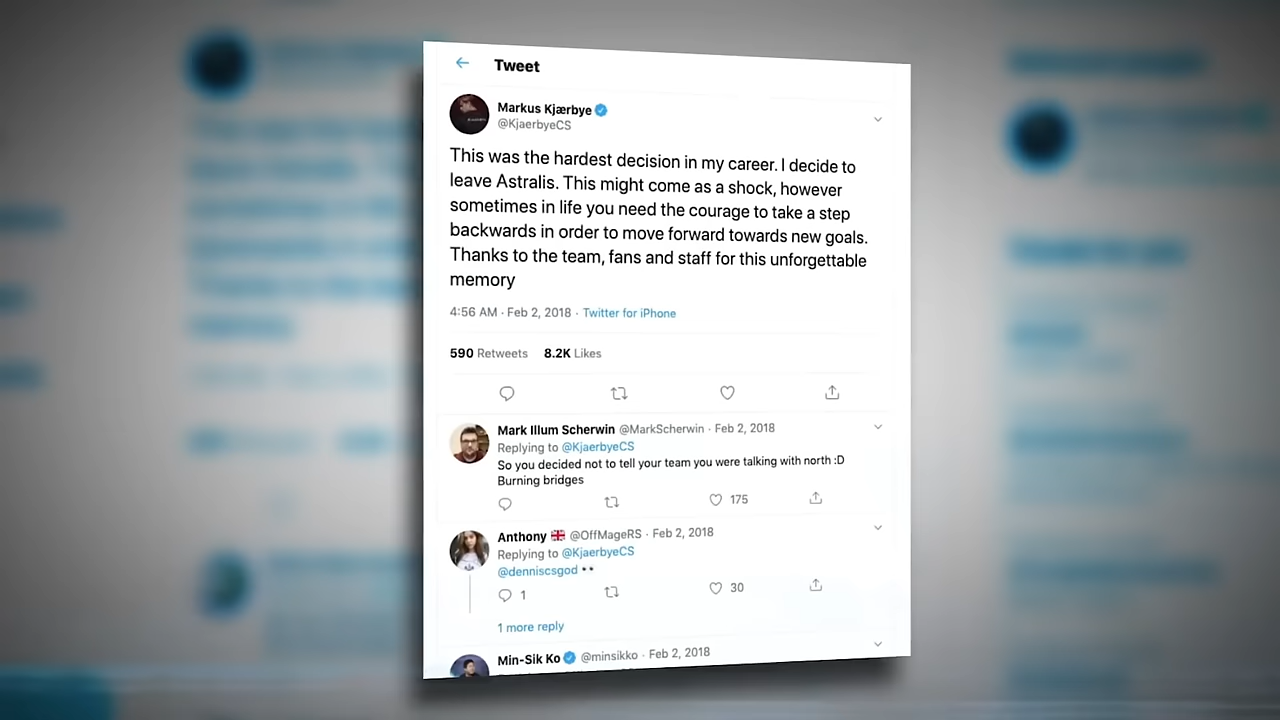 Tweet
Markus Kjærbye
@KjaerbyeCS
This was the hardest decision in my career. I decide to
leave Astralis. This might come as a shock, however
sometimes in life you need the courage to take a step
backwards in order to move forward towards new goals.
Thanks to the team, fans and staff for this unforgettable
memory
4:56 AM · Feb 2, 2018 · Twitter for iPhone
590 Retweets 8.2K Likes
Mark Illum Scherwin @MarkScherwin · Feb 2, 2018
Replying to @KjaerbyeCS
So you decided not to tell your team you were talking with north :D
Burning bridges
175
Anthony 🇬🇧 @OffMageRS · Feb 2, 2018
Replying to @KjaerbyeCS
@denniscsgod 👀
1 30
1 more reply
Min-Sik Ko @minsikko · Feb 2, 2018